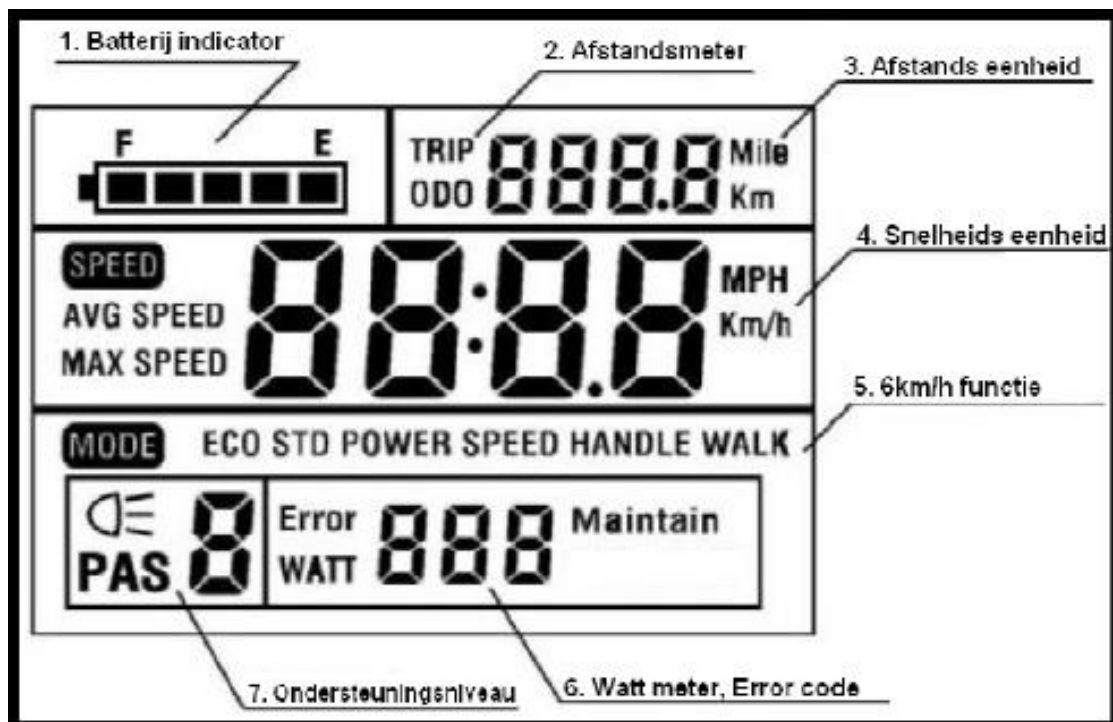 1. Batterij indicator
2. Afstandsmeter
3. Afstands eenheid
F E
TRIP 888.8 Mile
ODO Km
4. Snelheids eenheid
SPEED 88:8.8 MPH
AVG SPEED Km/h
MAX SPEED
5. 6km/h functie
MODE ECO STD POWER SPEED HANDLE WALK
PAS 8
Error 888 Maintain
WATT
7. Ondersteuningsniveau
6. Watt meter, Error code